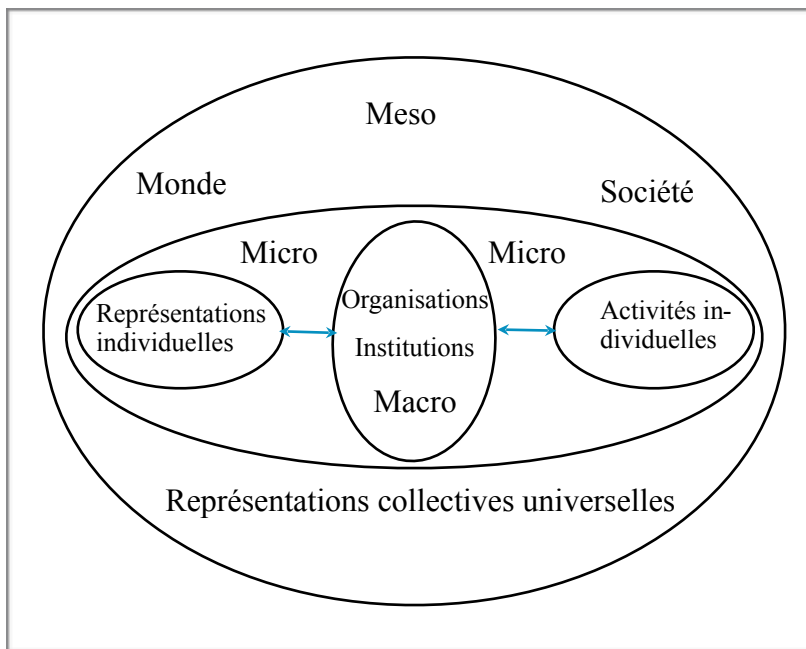 Meso
Monde
Société
Micro
Micro
Représentations
individuelles
Organisations
Institutions
Macro
Activités in-
dividuelles
Représentations collectives universelles